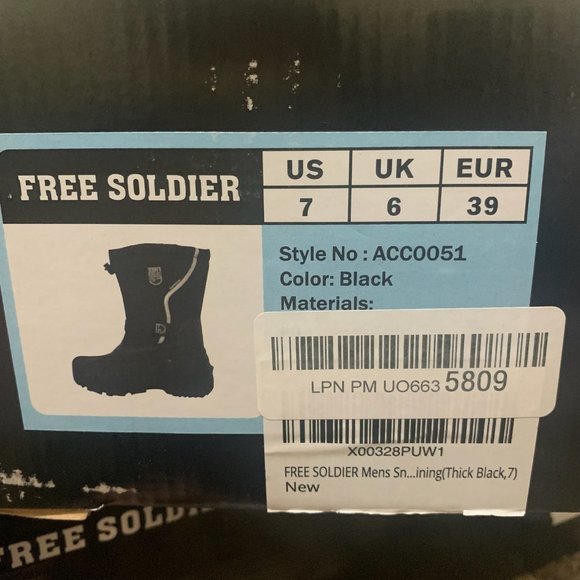 FREE SOLDIER
US UK EUR
7 6 39
Style No : ACC0051
Color: Black
Materials:
LPN PM UO663 5809
X00328PUW1
FREE SOLDIER Mens Sn...ining(Thick Black,7)
New
FREE SOLDIER